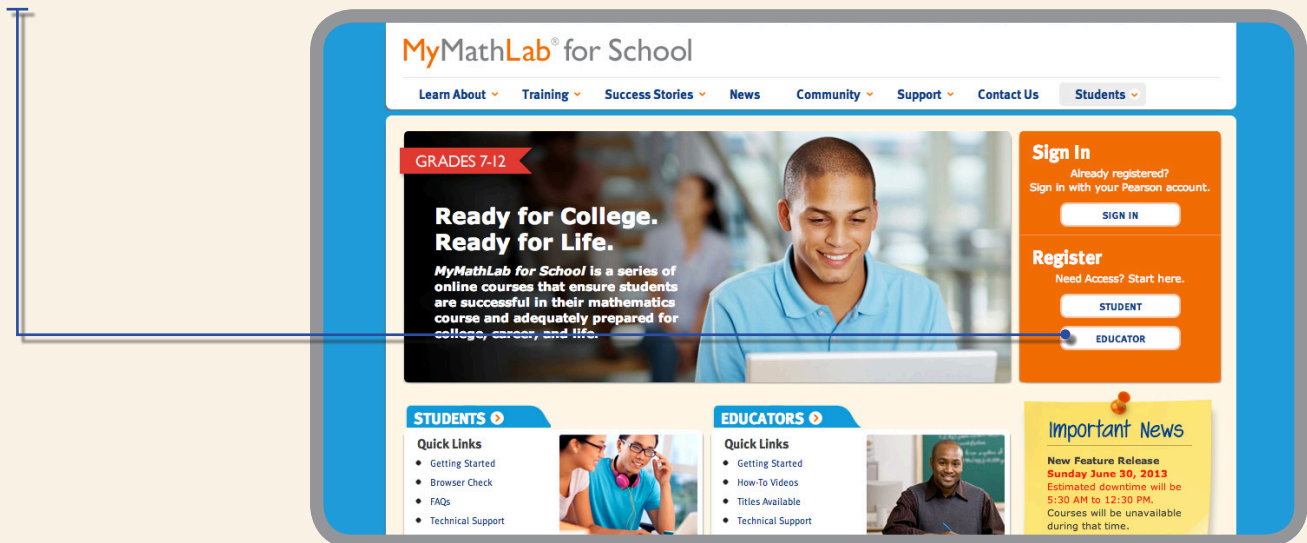 MyMathLab® for School
Learn About Training Success Stories News Community Support Contact Us Students
GRADES 7-12
Ready for College.
Ready for Life.
MyMathLab for School is a series of
online courses that ensure students
are successful in their mathematics
course and adequately prepared for
college, career, and life.
Sign In
Already registered?
Sign in with your Pearson account.
SIGN IN
Register
Need Access? Start here.
STUDENT
EDUCATOR
STUDENTS
Quick Links
Getting Started
Browser Check
FAQs
Technical Support
EDUCATORS
Quick Links
Getting Started
How-To Videos
Titles Available
Technical Support
Important News
New Feature Release
Sunday June 30, 2013
Estimated downtime will be
5:30 AM to 12:30 PM.
Courses will be unavailable
during that time.